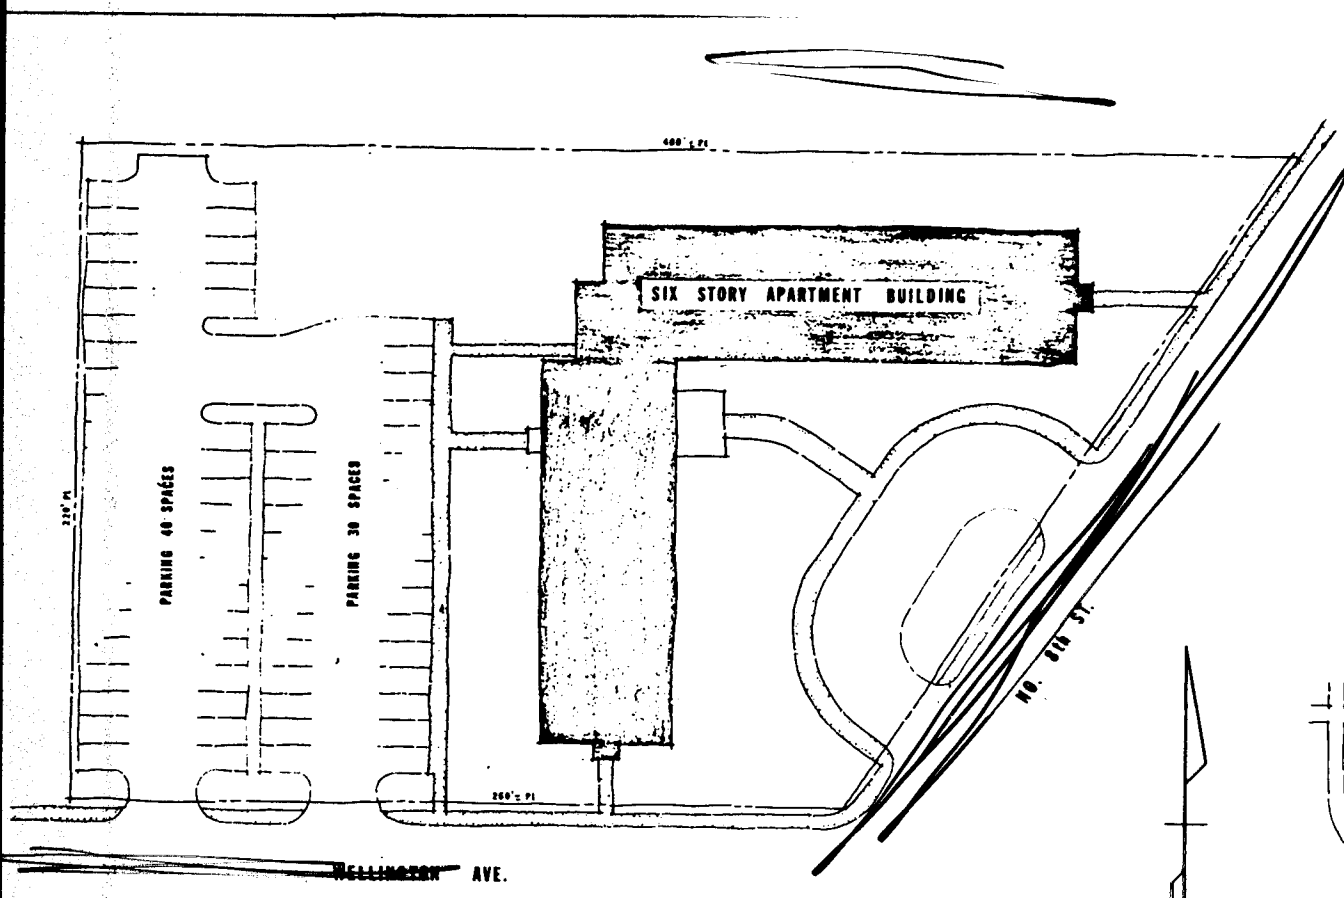 400' ± Pl
SIX STORY APARTMENT BUILDING
PARKING 40 SPACES
PARKING 30 SPACES
220' Pl
NO. 8th ST.
260' ± Pl
WELLINGTON AVE.